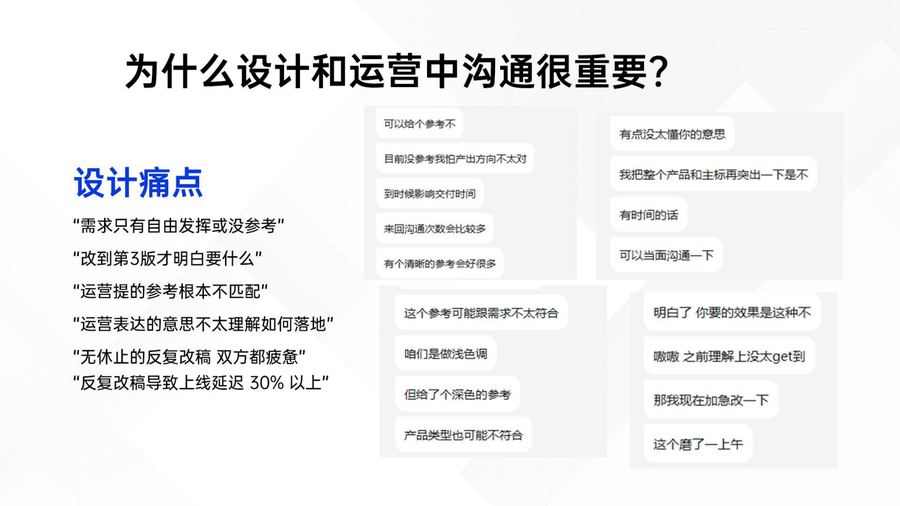 为什么设计和运营中沟通很重要？
设计痛点
“需求只有自由发挥或没参考”
“改到第3版才明白要什么”
“运营提的参考根本不匹配”
“运营表达的意思不太理解如何落地”
“无休止的反复改稿 双方都疲惫”
“反复改稿导致上线延迟 30% 以上”
可以给个参考不
目前没参考我怕产出方向不太对
到时候影响交付时间
来回沟通次数会比较多
有个清晰的参考会好很多
有点没太懂你的意思
我把整个产品和主标再突出一下是不
有时间的话
可以当面沟通一下
这个参考可能跟需求不太符合
咱们是做浅色调
但给了个深色的参考
产品类型也可能不符合
明白了 你要的效果是这种不
嗷嗷 之前理解上没太get到
那我现在加急改一下
这个磨了一上午